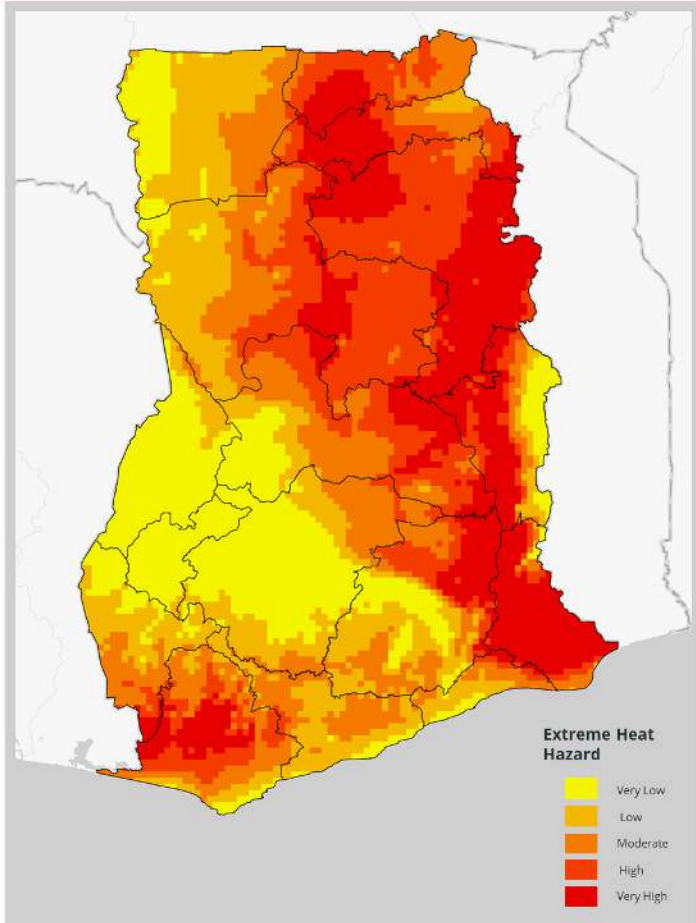 Extreme Heat
Hazard
Very Low
Low
Moderate
High
Very High